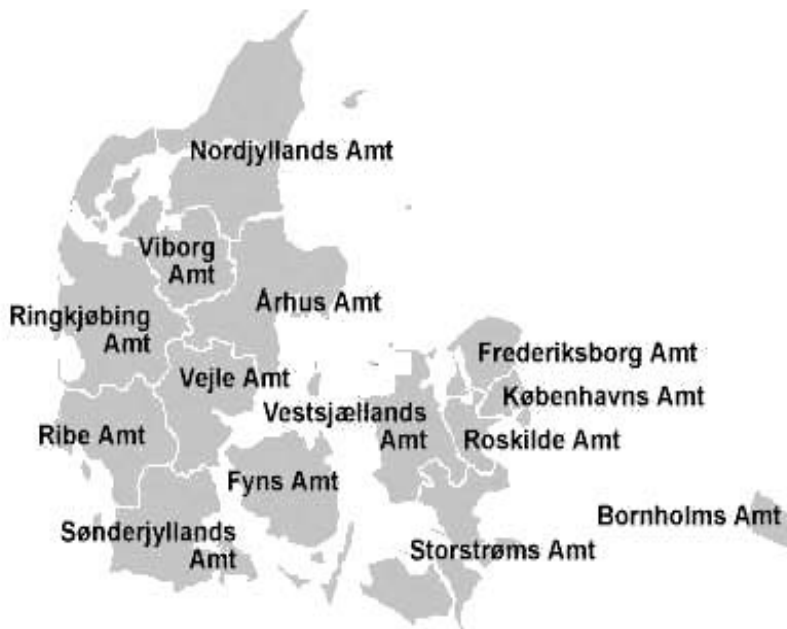 Nordjyllands Amt
Viborg
Amt
Århus Amt
Ringkjøbing
Amt
Frederiksborg Amt
Vejle Amt
Københavns Amt
Vestsjællands
Amt
Ribe Amt
Roskilde Amt
Fyns Amt
Bornholms Amt
Sønderjyllands
Amt
Storstrøms Amt